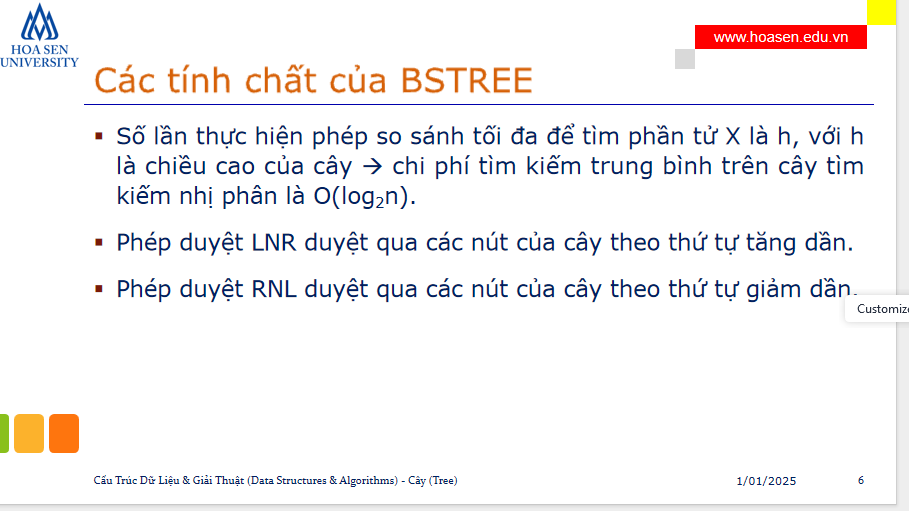 HOA SEN
UNIVERSITY
www.hoasen.edu.vn
Các tính chất của BSTREE
▪ Số lần thực hiện phép so sánh tối đa để tìm phần tử X là h, với h
là chiều cao của cây → chi phí tìm kiếm trung bình trên cây tìm
kiếm nhị phân là O(log₂n).
▪ Phép duyệt LNR duyệt qua các nút của cây theo thứ tự tăng dần.
▪ Phép duyệt RNL duyệt qua các nút của cây theo thứ tự giảm dần.
Customize
Cấu Trúc Dữ Liệu & Giải Thuật (Data Structures & Algorithms) - Cây (Tree)
1/01/2025
6